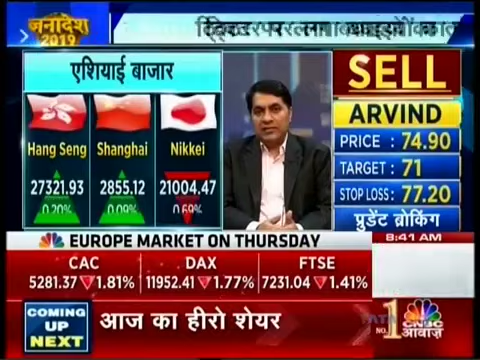 जनादेश
2019
एशियाई बाजार
Hang Seng
Shanghai
Nikkei
27321.93
2855.12
21004.47
0.20%
0.09%
0.69%
SELL
ARVIND
PRICE : 74.90
TARGET : 71
STOP LOSS : 77.20
प्रुडेंट ब्रोकिंग
EUROPE MARKET ON THURSDAY
8:41 AM
CAC
DAX
FTSE
5281.37 1.81%
11952.41 1.77%
7231.04 1.41%
COMING
UP
NEXT
आज का हीरो शेयर
NO. 1
CNBC
आवाज़